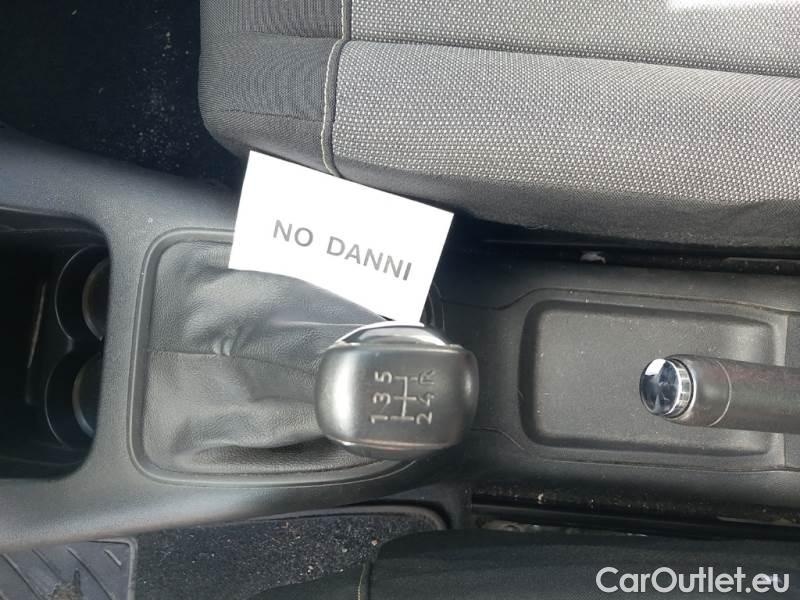 NO DANNI
1 3 5
2 4 R
CarOutlet.eu